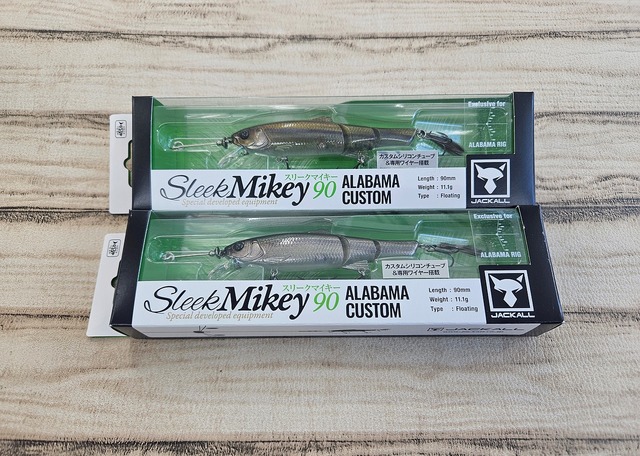 Exclusive for
ALABAMA RIG
カスタムシリコンチューブ
&専用ワイヤー搭載
スリークマイキー
SleekMikey 90 ALABAMA
CUSTOM
Special developed equipment
Length : 90mm
Weight : 11.1g
Type : Floating
JACKALL
Exclusive for
ALABAMA RIG
カスタムシリコンチューブ
&専用ワイヤー搭載
スリークマイキー
SleekMikey 90 ALABAMA
CUSTOM
Special developed equipment
Length : 90mm
Weight : 11.1g
Type : Floating
JACKALL
JACKALL